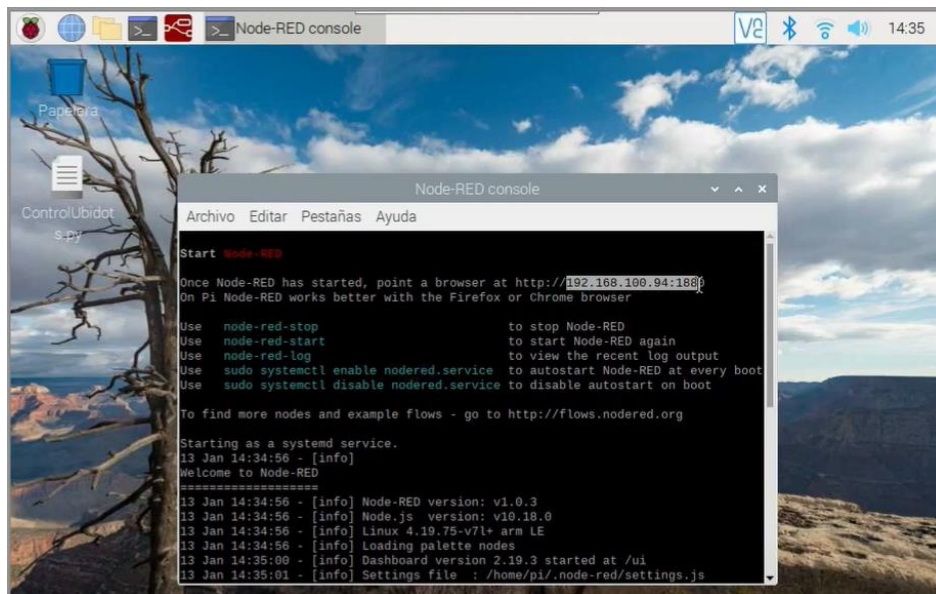 Node-RED console
V2
14:35
Papelera
ControlUbidot
s.py
Node-RED console
Archivo Editar Pestañas Ayuda
Start Node-RED
Once Node-RED has started, point a browser at http://192.168.100.94:1880
On Pi Node-RED works better with the Firefox or Chrome browser
Use node-red-stop to stop Node-RED
Use node-red-start to start Node-RED again
Use node-red-log to view the recent log output
Use sudo systemctl enable nodered.service to autostart Node-RED at every boot
Use sudo systemctl disable nodered.service to disable autostart on boot
To find more nodes and example flows - go to http://flows.nodered.org
Starting as a systemd service.
13 Jan 14:34:56 - [info]
Welcome to Node-RED
===================
13 Jan 14:34:56 - [info] Node-RED version: v1.0.3
13 Jan 14:34:56 - [info] Node.js version: v10.18.0
13 Jan 14:34:56 - [info] Linux 4.19.75-v7l+ arm LE
13 Jan 14:34:56 - [info] Loading palette nodes
13 Jan 14:35:00 - [info] Dashboard version 2.19.3 started at /ui
13 Jan 14:35:01 - [info] Settings file : /home/pi/.node-red/settings.js